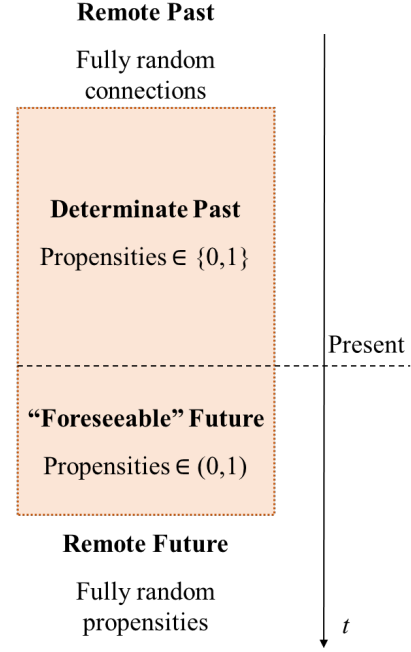 Remote Past
Fully random
connections
Determinate Past
Propensities ∈ {0,1}
Present
“Foreseeable” Future
Propensities ∈ (0,1)
Remote Future
Fully random
propensities
t